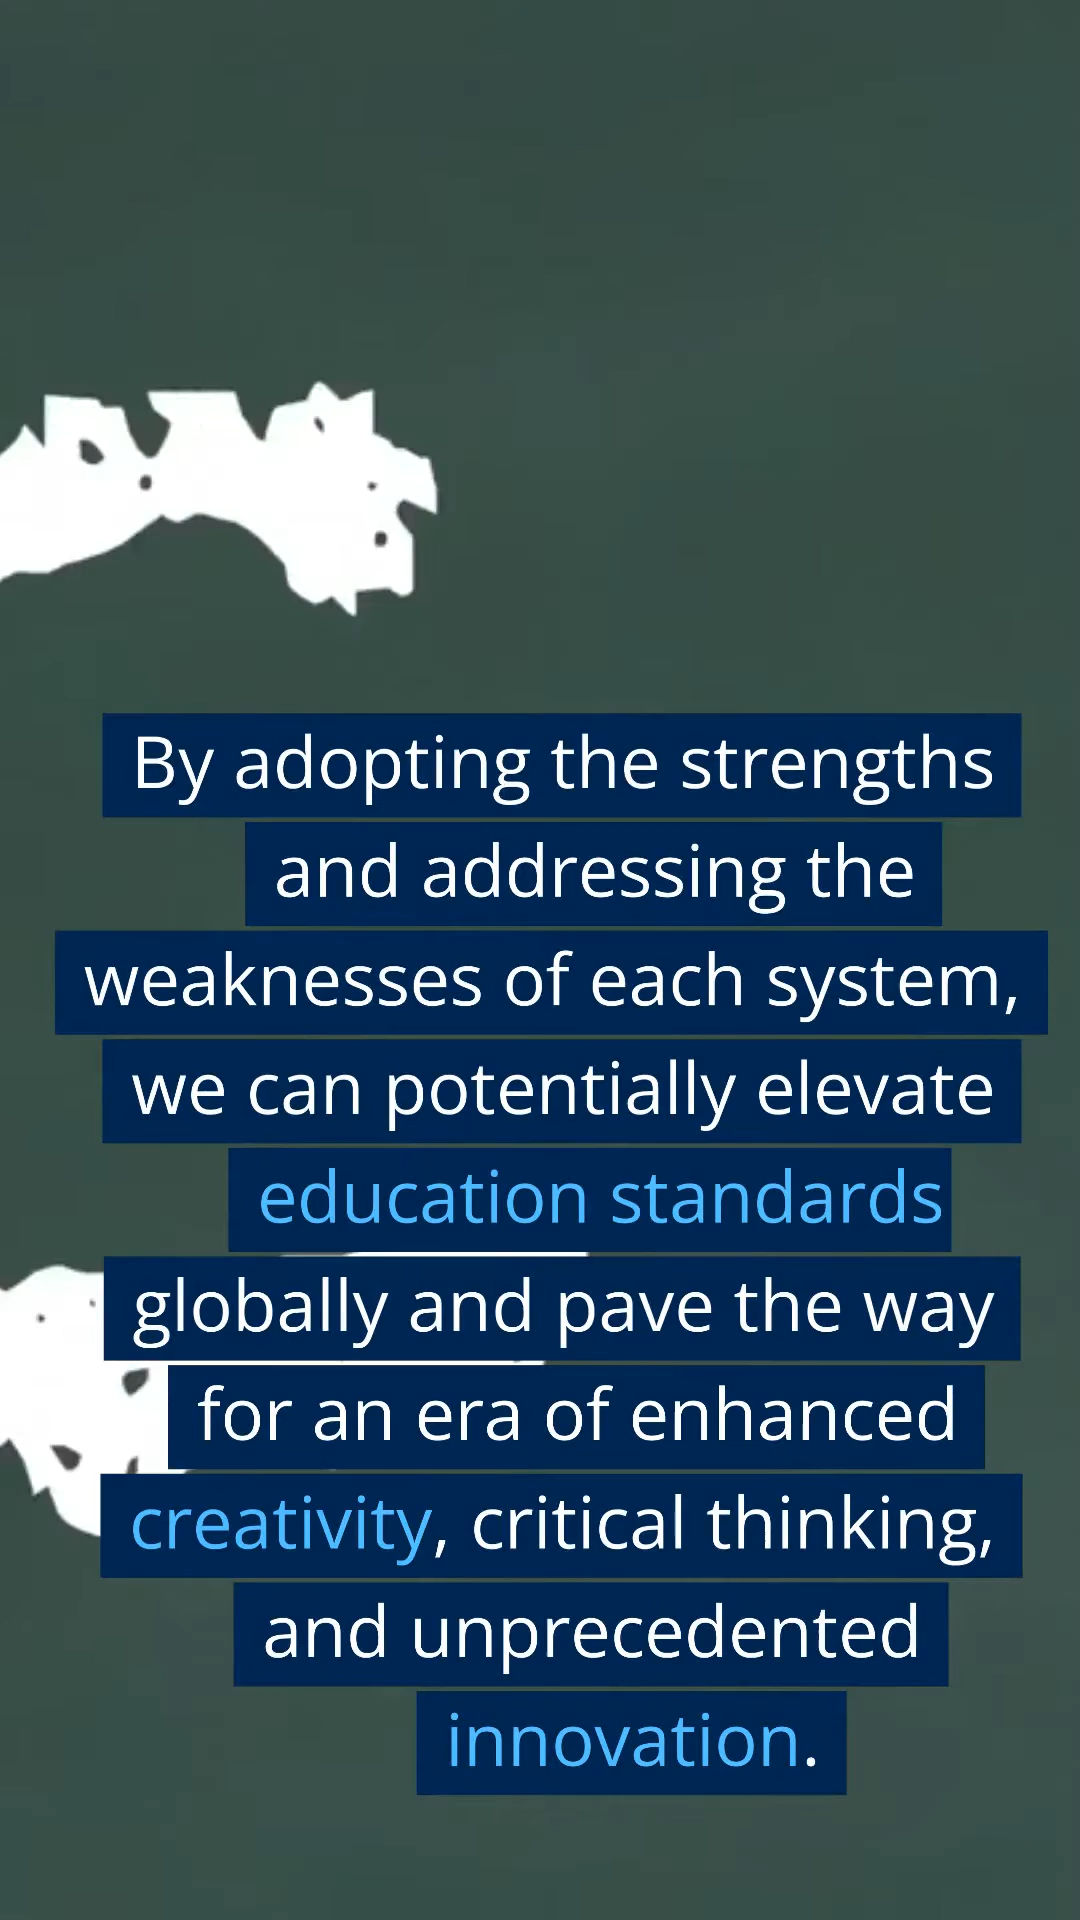 By adopting the strengths
and addressing the
weaknesses of each system,
we can potentially elevate
education standards
globally and pave the way
for an era of enhanced
creativity, critical thinking,
and unprecedented
innovation.